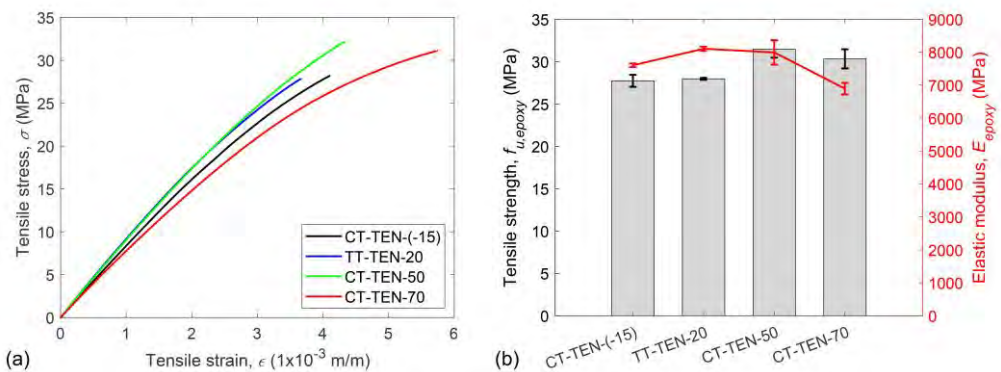 35
30
25
20
15
10
5
0
Tensile stress, σ (MPa)
CT-TEN-(-15)
TT-TEN-20
CT-TEN-50
CT-TEN-70
0 1 2 3 4 5 6
(a) Tensile strain, ϵ (1x10⁻³ m/m)
35
30
25
20
15
10
5
0
Tensile strength, f_{u,epoxy} (MPa)
9000
8000
7000
6000
5000
4000
3000
2000
1000
0
Elastic modulus, E_{epoxy} (MPa)
CT-TEN-(-15)
TT-TEN-20
CT-TEN-50
CT-TEN-70
(b)